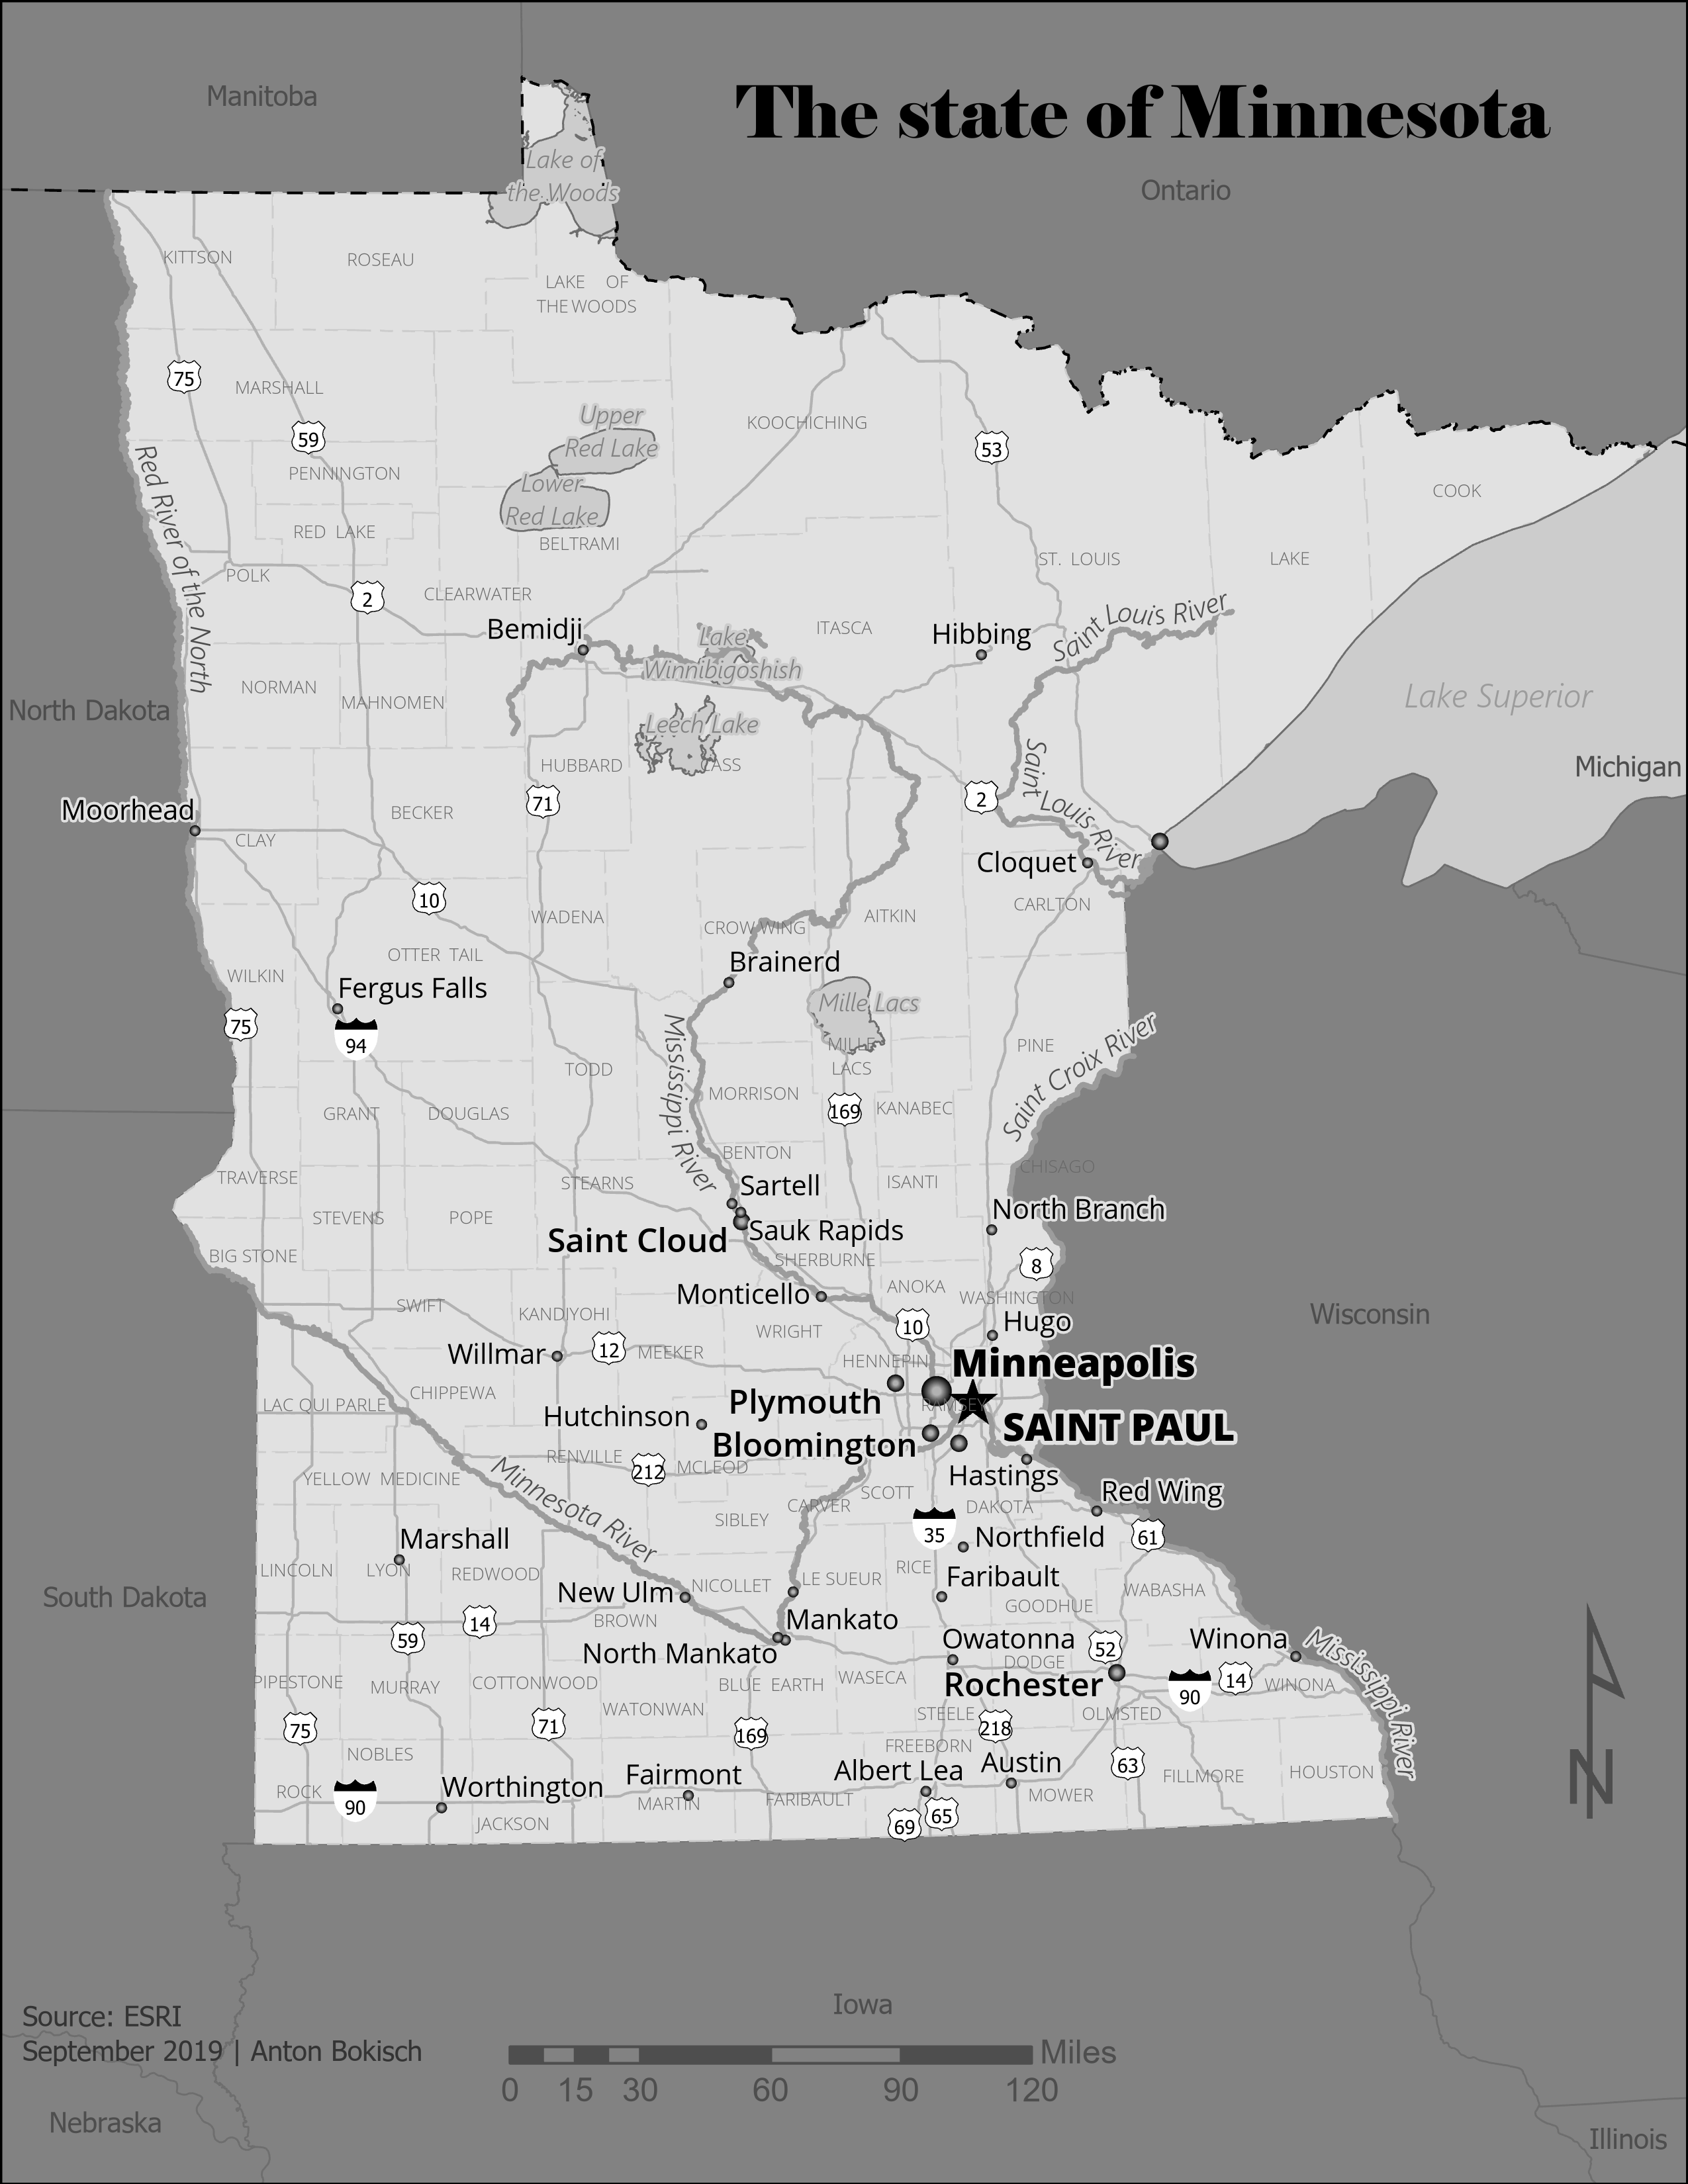 The state of Minnesota
Manitoba
Ontario
Lake of
the Woods
KITTSON
ROSEAU
LAKE OF
THE WOODS
75
MARSHALL
59
Upper
Red Lake
KOOCHICHING
53
PENNINGTON
Lower
Red Lake
COOK
RED LAKE
BELTRAMI
ST. LOUIS
LAKE
Red River of the North
POLK
2
CLEARWATER
Bemidji
Lake
Winnibigoshish
ITASCA
Hibbing
Saint Louis River
NORMAN
MAHNOMEN
North Dakota
Leech Lake
Lake Superior
HUBBARD
CASS
Michigan
71
2
Saint Louis River
Moorhead
BECKER
CLAY
Cloquet
10
WADENA
CROW WING
AITKIN
CARLTON
OTTER TAIL
WILKIN
Brainerd
Fergus Falls
Mille Lacs
75
94
MILLE
LACS
PINE
Saint Croix River
TODD
Mississippi River
MORRISON
169
KANABEC
GRANT
DOUGLAS
BENTON
CHISAGO
TRAVERSE
STEARNS
Sartell
ISANTI
STEVENS
POPE
North Branch
Saint Cloud
Sauk Rapids
BIG STONE
SHERBURNE
8
Monticello
ANOKA
WASHINGTON
SWIFT
KANDIYOHI
WRIGHT
10
Hugo
Wisconsin
Willmar
12
MEEKER
HENNEPIN
Minneapolis
CHIPPEWA
Plymouth
RAMSEY
LAC QUI PARLE
Hutchinson
SAINT PAUL
Bloomington
RENVILLE
212
MCLEOD
Hastings
YELLOW MEDICINE
Minnesota River
SCOTT
Red Wing
CARVER
DAKOTA
SIBLEY
35
Northfield
61
Marshall
LINCOLN
LYON
REDWOOD
NICOLLET
LE SUEUR
RICE
Faribault
WABASHA
South Dakota
New Ulm
GOODHUE
BROWN
Mankato
59
14
North Mankato
Owatonna
DODGE
52
Winona
Mississippi River
PIPESTONE
MURRAY
COTTONWOOD
BLUE EARTH
WASECA
Rochester
90
14
WINONA
WATONWAN
STEELE
OLMSTED
75
71
169
218
NOBLES
FREEBORN
63
ROCK
90
Worthington
Fairmont
Albert Lea
Austin
FILLMORE
HOUSTON
MARTIN
FARIBAULT
MOWER
JACKSON
69
65
N
Iowa
Source: ESRI
September 2019 | Anton Bokisch
Miles
0 15 30 60 90 120
Nebraska
Illinois